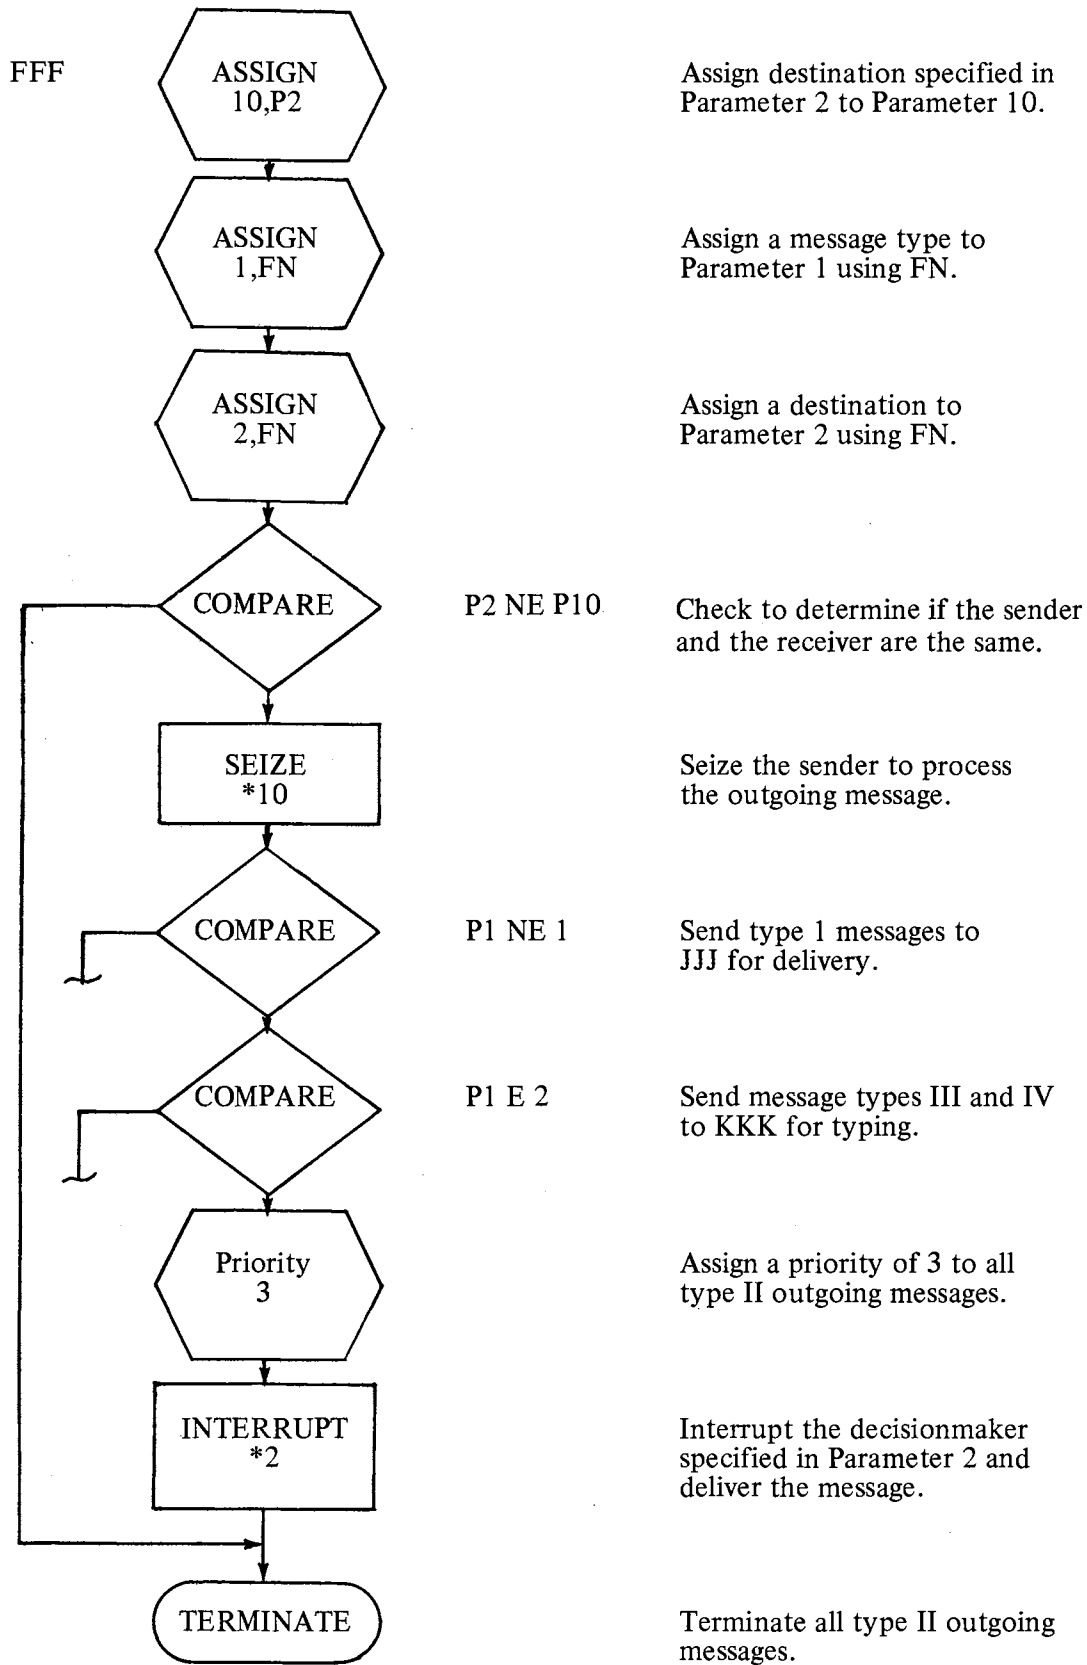 FFF
ASSIGN
10,P2
Assign destination specified in
Parameter 2 to Parameter 10.
ASSIGN
1,FN
Assign a message type to
Parameter 1 using FN.
ASSIGN
2,FN
Assign a destination to
Parameter 2 using FN.
COMPARE
P2 NE P10
Check to determine if the sender
and the receiver are the same.
SEIZE
*10
Seize the sender to process
the outgoing message.
COMPARE
P1 NE 1
Send type 1 messages to
JJJ for delivery.
COMPARE
P1 E 2
Send message types III and IV
to KKK for typing.
Priority
3
Assign a priority of 3 to all
type II outgoing messages.
INTERRUPT
*2
Interrupt the decisionmaker
specified in Parameter 2 and
deliver the message.
TERMINATE
Terminate all type II outgoing
messages.